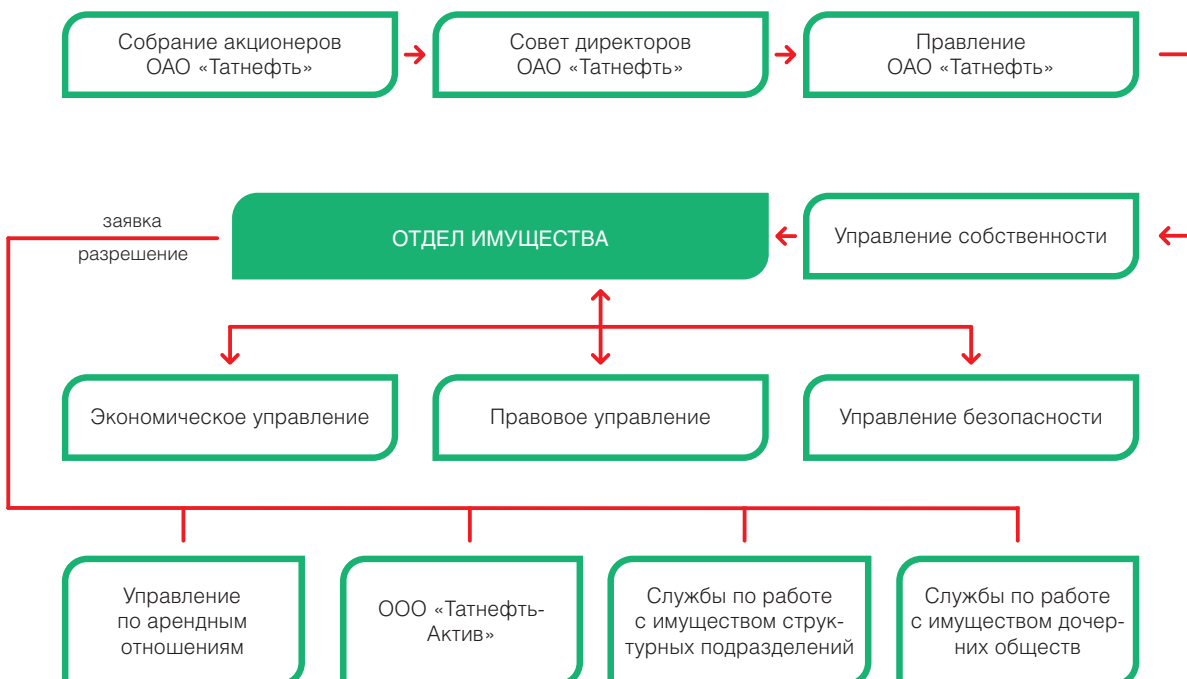 Собрание акционеров
ОАО «Татнефть»
Совет директоров
ОАО «Татнефть»
Правление
ОАО «Татнефть»
заявка
разрешение
ОТДЕЛ ИМУЩЕСТВА
Управление собственности
Экономическое управление
Правовое управление
Управление безопасности
Управление
по арендным
отношениям
ООО «Татнефть-
Актив»
Службы по работе
с имуществом струк-
турных подразделений
Службы по работе
с имуществом дочер-
них обществ